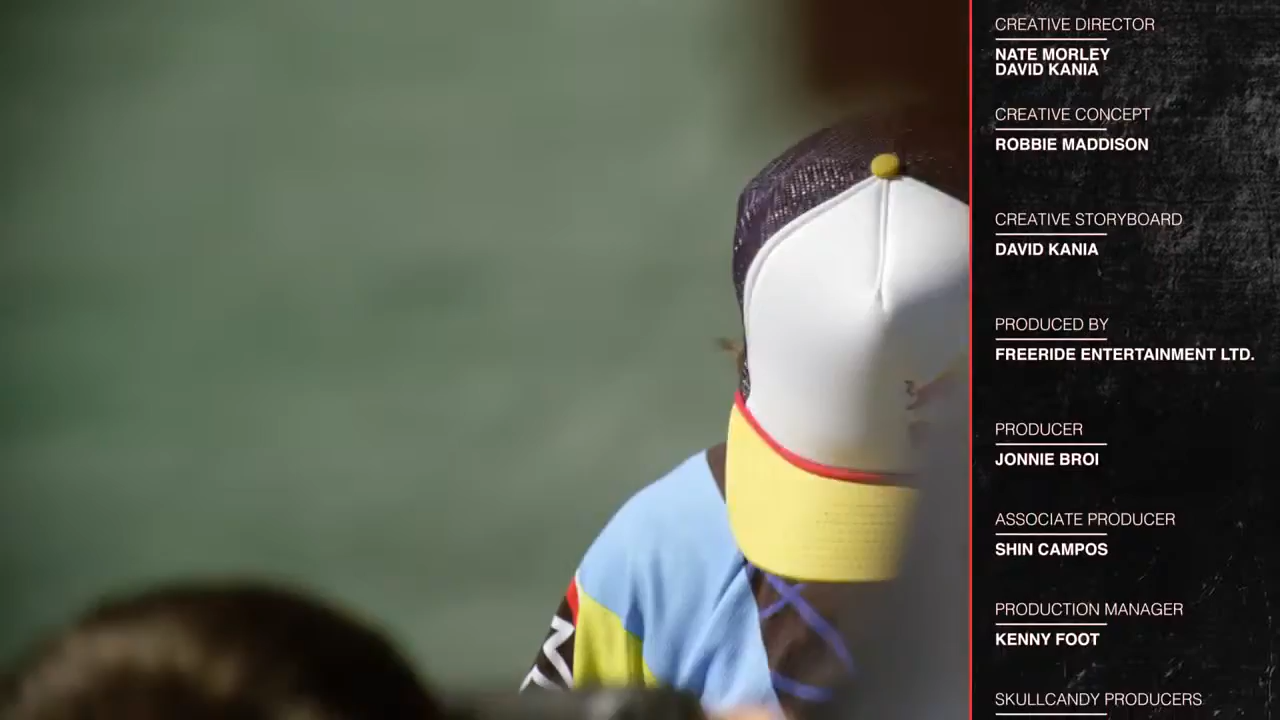 CREATIVE DIRECTOR
NATE MORLEY
DAVID KANIA
CREATIVE CONCEPT
ROBBIE MADDISON
CREATIVE STORYBOARD
DAVID KANIA
PRODUCED BY
FREERIDE ENTERTAINMENT LTD.
PRODUCER
JONNIE BROI
ASSOCIATE PRODUCER
SHIN CAMPOS
PRODUCTION MANAGER
KENNY FOOT
SKULLCANDY PRODUCERS